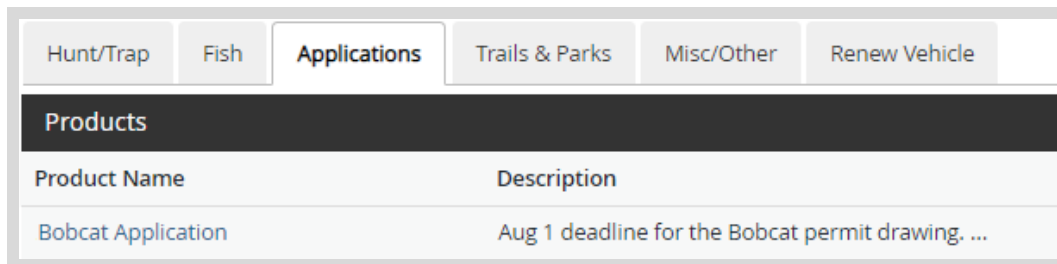 Hunt/Trap Fish Applications Trails & Parks Misc/Other Renew Vehicle
Products
Product Name Description
Bobcat Application Aug 1 deadline for the Bobcat permit drawing. ...